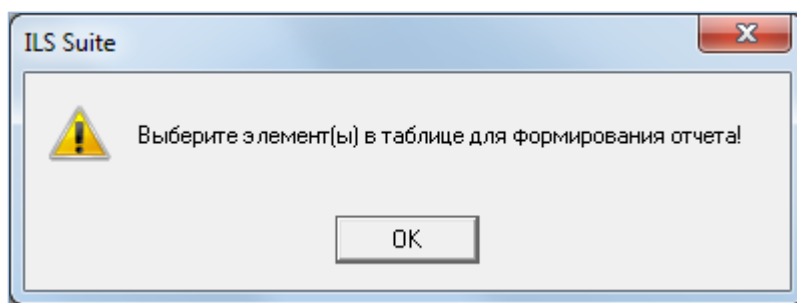 ILS Suite
Выберите элемент(ы) в таблице для формирования отчета!
OK